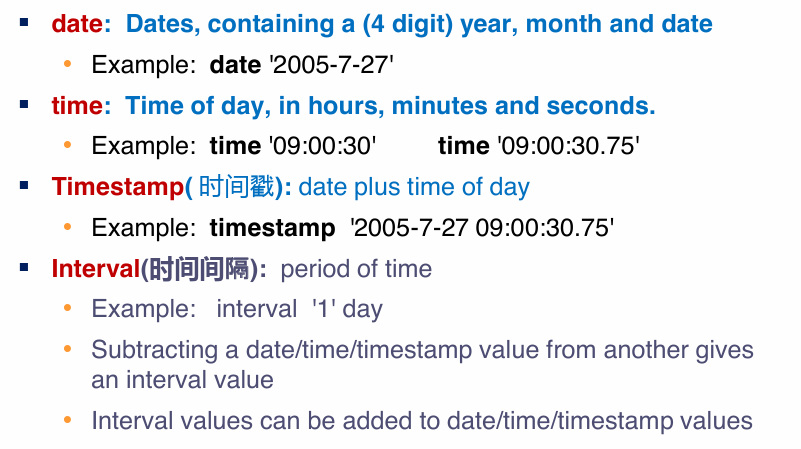 date: Dates, containing a (4 digit) year, month and date
Example: date '2005-7-27'
time: Time of day, in hours, minutes and seconds.
Example: time '09:00:30' time '09:00:30.75'
Timestamp( 时间戳): date plus time of day
Example: timestamp '2005-7-27 09:00:30.75'
Interval(时间间隔): period of time
Example: interval '1' day
Subtracting a date/time/timestamp value from another gives
an interval value
Interval values can be added to date/time/timestamp values